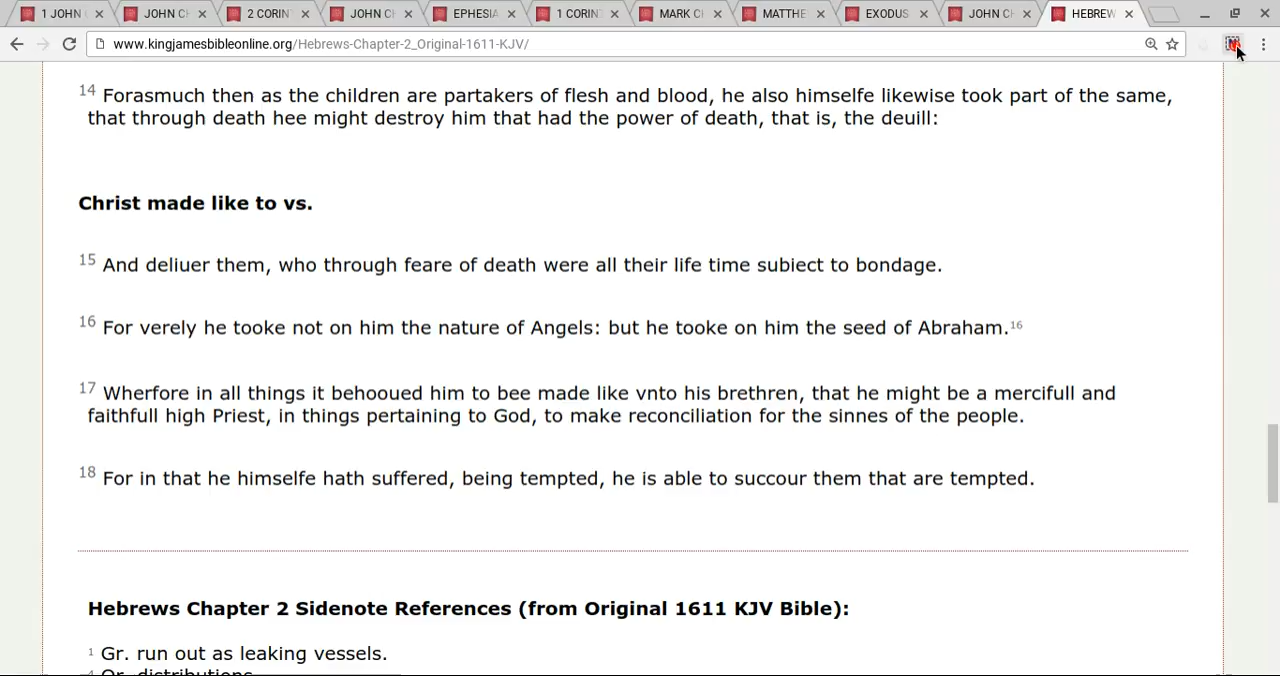 1 JOHN
JOHN CH
2 CORIN
JOHN CH
EPHESIA
1 CORIN
MARK CH
MATTHE
EXODUS
JOHN CH
HEBREW
www.kingjamesbibleonline.org/Hebrews-Chapter-2_Original-1611-KJV/
14 Forasmuch then as the children are partakers of flesh and blood, he also himselfe likewise took part of the same,
that through death hee might destroy him that had the power of death, that is, the deuill:
Christ made like to vs.
15 And deliuer them, who through feare of death were all their life time subiect to bondage.
16 For verely he tooke not on him the nature of Angels: but he tooke on him the seed of Abraham.16
17 Wherfore in all things it behooued him to bee made like vnto his brethren, that he might be a mercifull and
faithfull high Priest, in things pertaining to God, to make reconciliation for the sinnes of the people.
18 For in that he himselfe hath suffered, being tempted, he is able to succour them that are tempted.
Hebrews Chapter 2 Sidenote References (from Original 1611 KJV Bible):
1 Gr. run out as leaking vessels.
4 Or, distributions